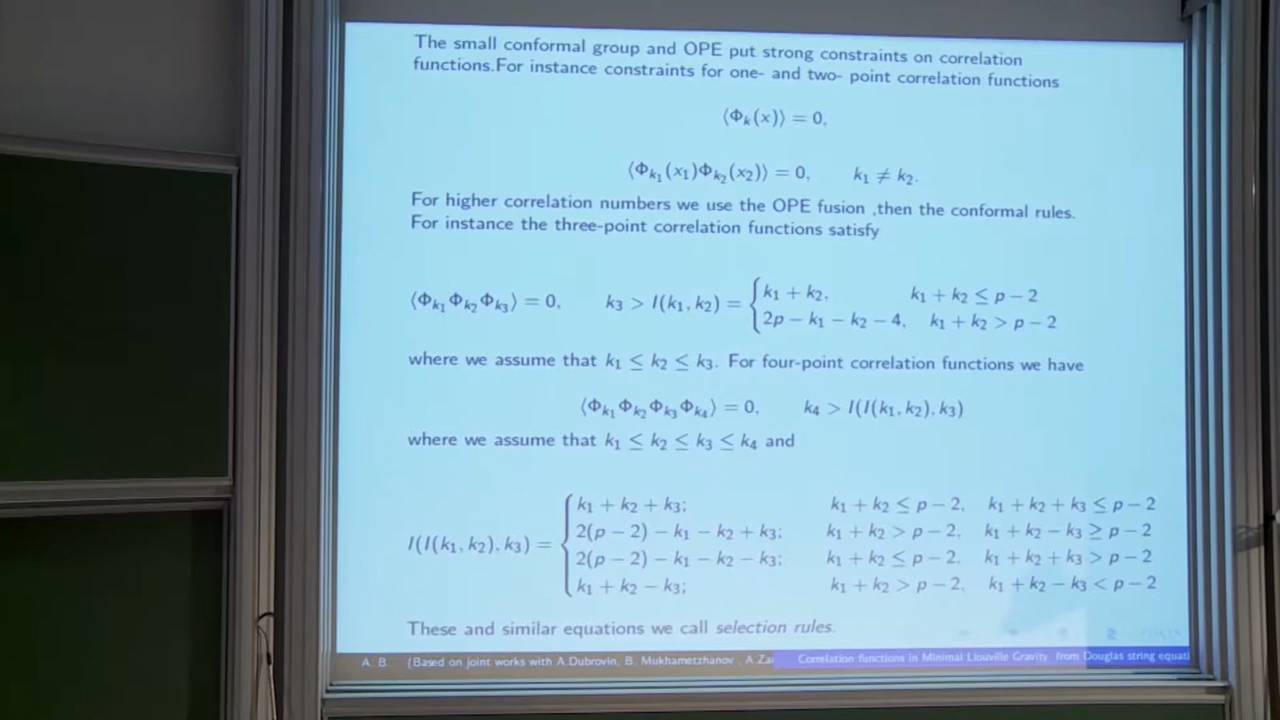 The small conformal group and OPE put strong constraints on correlation
functions.For instance constraints for one- and two- point correlation functions
⟨Φ_k(x)⟩ = 0,
⟨Φ_{k_1}(x_1)Φ_{k_2}(x_2)⟩ = 0, k_1 ≠ k_2.
For higher correlation numbers we use the OPE fusion ,then the conformal rules.
For instance the three-point correlation functions satisfy
⟨Φ_{k_1}Φ_{k_2}Φ_{k_3}⟩ = 0, k_3 > I(k_1, k_2) = { k_1 + k_2, k_1 + k_2 ≤ p − 2
2p − k_1 − k_2 − 4, k_1 + k_2 > p − 2
where we assume that k_1 ≤ k_2 ≤ k_3. For four-point correlation functions we have
⟨Φ_{k_1}Φ_{k_2}Φ_{k_3}Φ_{k_4}⟩ = 0, k_4 > I(I(k_1, k_2), k_3)
where we assume that k_1 ≤ k_2 ≤ k_3 ≤ k_4 and
I(I(k_1, k_2), k_3) = { k_1 + k_2 + k_3; k_1 + k_2 ≤ p − 2, k_1 + k_2 + k_3 ≤ p − 2
2(p − 2) − k_1 − k_2 + k_3; k_1 + k_2 > p − 2, k_1 + k_2 − k_3 ≥ p − 2
2(p − 2) − k_1 − k_2 − k_3; k_1 + k_2 ≤ p − 2, k_1 + k_2 + k_3 > p − 2
k_1 + k_2 − k_3; k_1 + k_2 > p − 2, k_1 + k_2 − k_3 < p − 2
These and similar equations we call selection rules.
A. B. (Based on joint works with A.Dubrovin, B. Mukhametzhanov , A.Za Correlation functions in Minimal Liouville Gravity from Douglas string equati